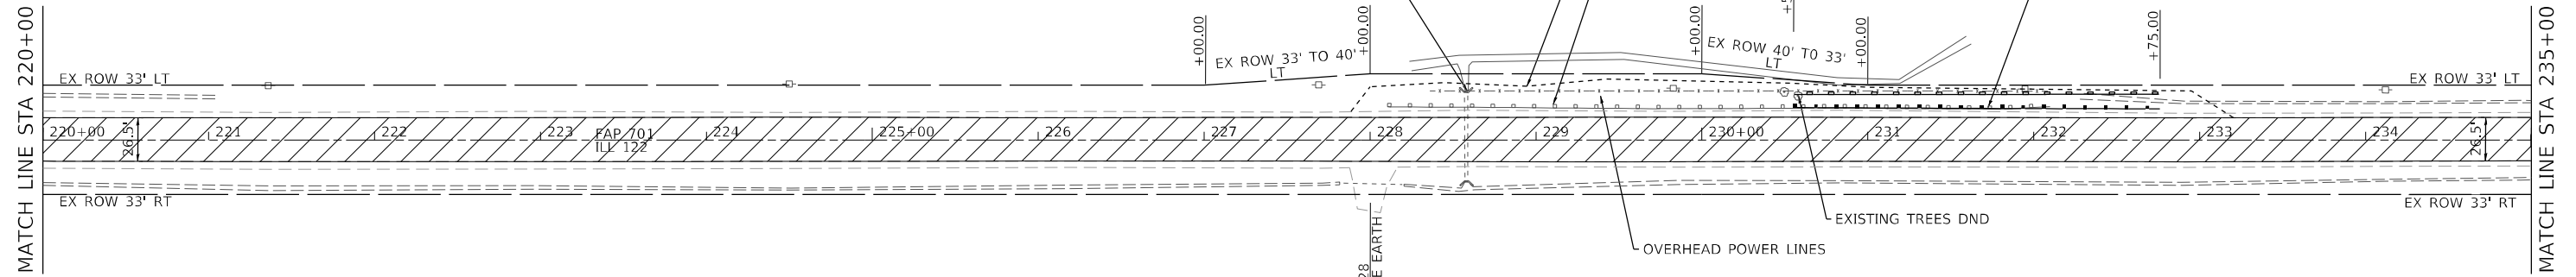 MATCH LINE STA 220+00
+00.00
+00.00
+00.00
+00.00
+75.00
MATCH LINE STA 235+00
EX ROW 33' TO 40'
LT
EX ROW 40' T0 33'
LT
EX ROW 33' LT
EX ROW 33' LT
220+00 221 222 223 224 225+00 226 227 228 229 230+00 231 232 233 234
26.5'
FAP 701
ILL 122
26.5'
EX ROW 33' RT
EX ROW 33' RT
EXISTING TREES DND
OVERHEAD POWER LINES
28
E EARTH